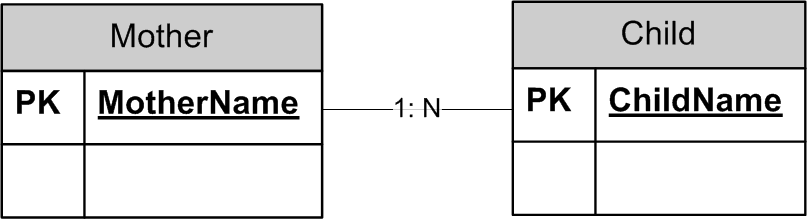 Mother
PK MotherName
1: N
Child
PK ChildName